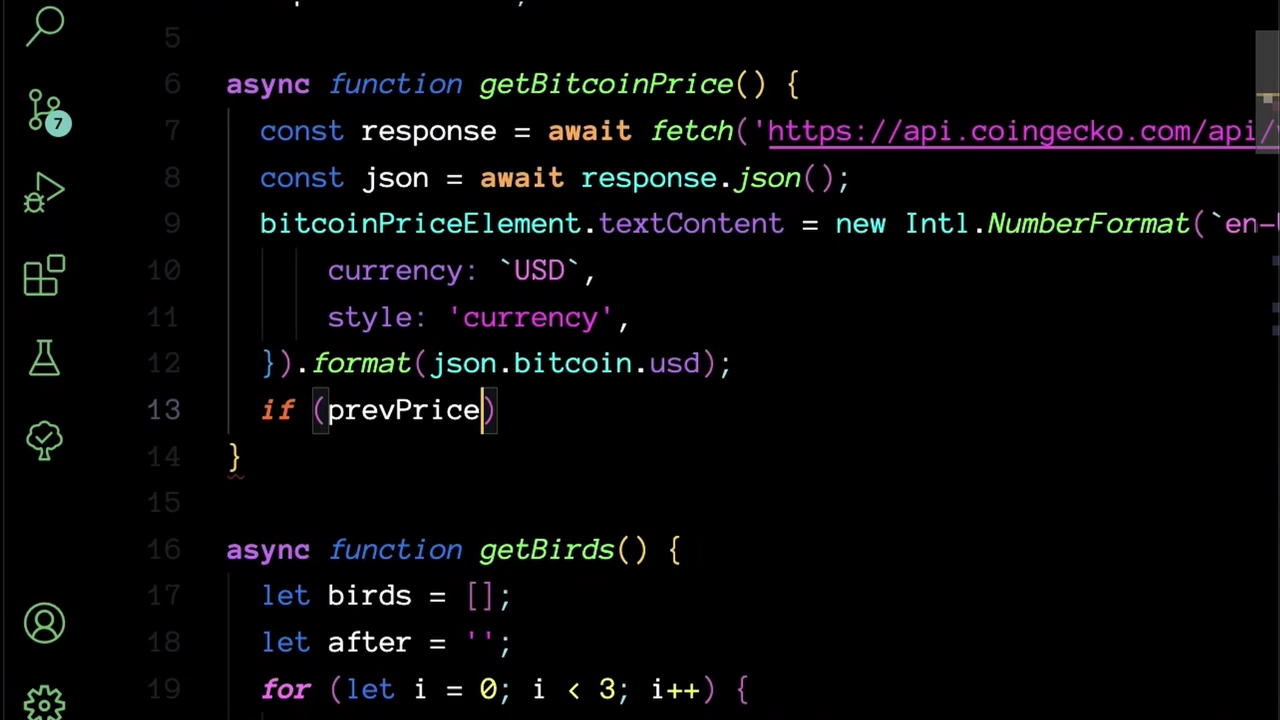 5
6 async function getBitcoinPrice() {
7 const response = await fetch('https://api.coingecko.com/api/
8 const json = await response.json();
9 bitcoinPriceElement.textContent = new Intl.NumberFormat(`en-
10 currency: `USD`,
11 style: 'currency',
12 }).format(json.bitcoin.usd);
13 if (prevPrice)
14 }
15
16 async function getBirds() {
17 let birds = [];
18 let after = '';
19 for (let i = 0; i < 3; i++) {
7